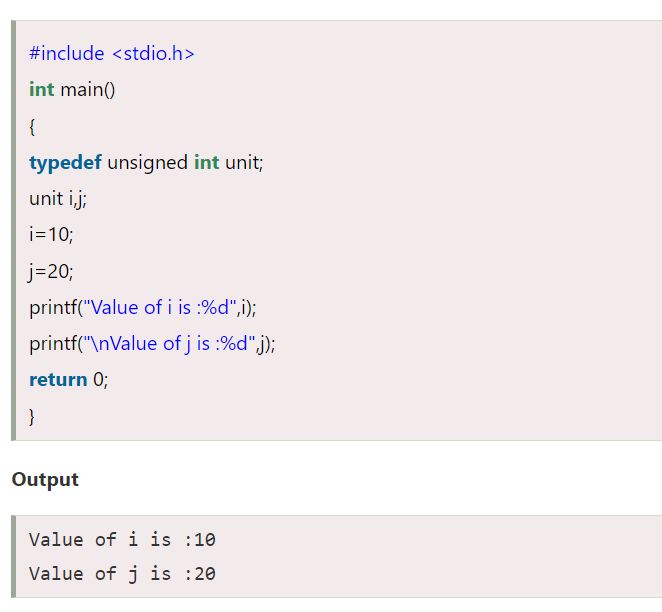 #include <stdio.h>
int main()
{
typedef unsigned int unit;
unit i,j;
i=10;
j=20;
printf("Value of i is :%d",i);
printf("\nValue of j is :%d",j);
return 0;
}
Output
Value of i is :10
Value of j is :20